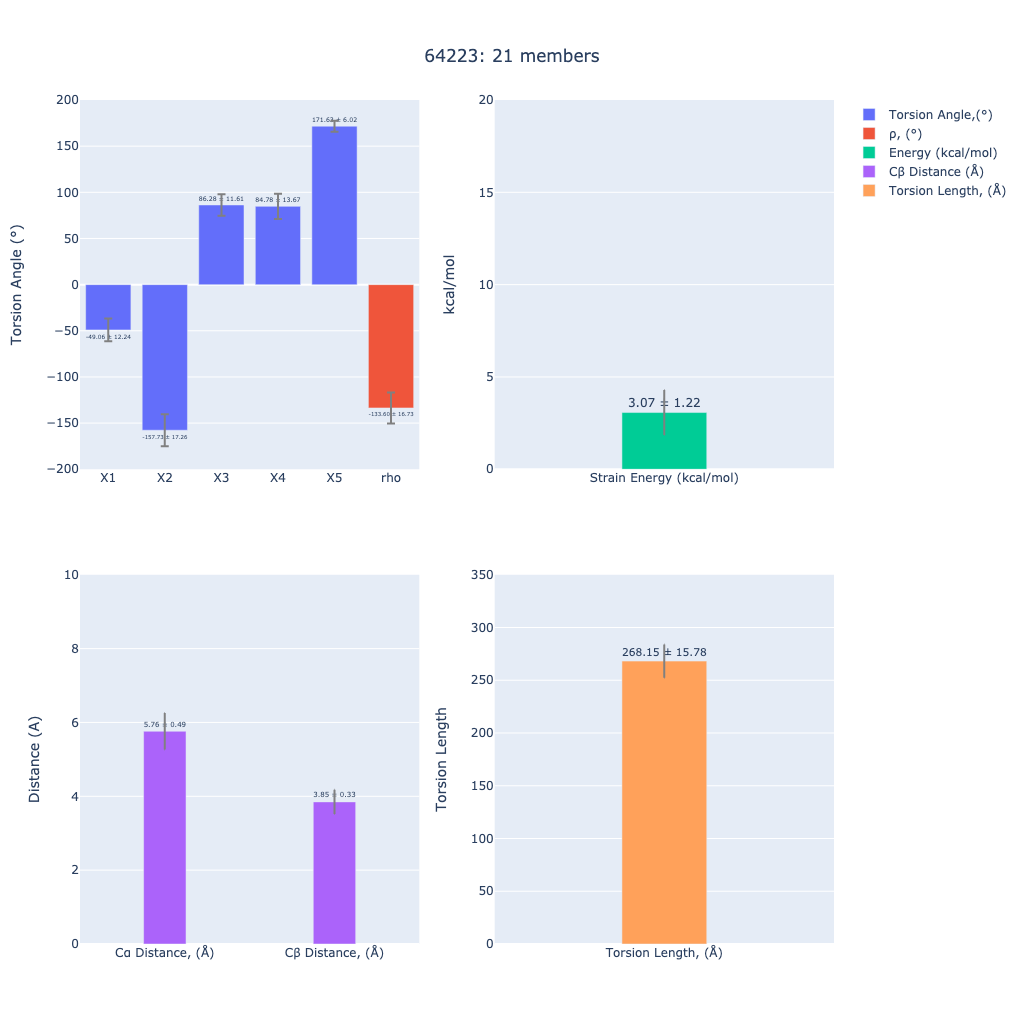 64223: 21 members
Torsion Angle (°)
200
150
100
50
0
−50
−100
−150
−200
-49.06 ± 12.24
-157.73 ± 17.26
86.28 ± 11.61
84.78 ± 13.67
± 6.02
-133.60 ± 16.73
X1 X2 X3 X4 X5 rho
kcal/mol
20
15
10
5
0
3.07 ± 1.22
Strain Energy (kcal/mol)
Torsion Angle,(°)
ρ, (°)
Energy (kcal/mol)
Cβ Distance (Å)
Torsion Length, (Å)
Distance (A)
10
8
6
4
2
0
5.76 ± 0.49
3.85 ± 0.33
Cα Distance, (Å) Cβ Distance, (Å)
Torsion Length
350
300
250
200
150
100
50
0
268.15 ± 15.78
Torsion Length, (Å)